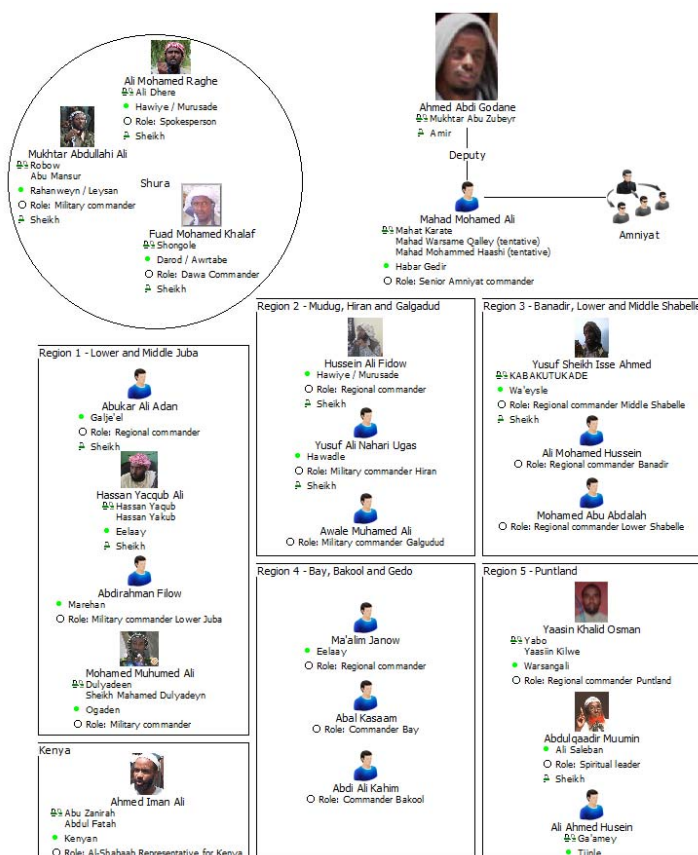 Ali Mohamed Raghe
Ali Dhere
Hawiye / Murusade
Role: Spokesperson
Sheikh
Mukhtar Abdullahi Ali
Robow
Abu Mansur
Rahanweyn / Leysan
Role: Military commander
Sheikh
Shura
Fuad Mohamed Khalaf
Shongole
Darod / Awrtabe
Role: Dawa Commander
Sheikh
Ahmed Abdi Godane
Mukhtar Abu Zubeyr
Amir
Deputy
Mahad Mohamed Ali
Mahat Karate
Mahad Warsame Qalley (tentative)
Mahad Mohammed Haashi (tentative)
Habar Gedir
Role: Senior Amniyat commander
Amniyat
Region 1 - Lower and Middle Juba
Abukar Ali Adan
Galje'el
Role: Regional commander
Sheikh
Hassan Yacqub Ali
Hassan Yaqub
Hassan Yakub
Eelaay
Sheikh
Abdirahman Filow
Marehan
Role: Military commander Lower Juba
Mohamed Muhumed Ali
Dulyadeen
Sheikh Mahamed Dulyadeyn
Ogaden
Role: Military commander
Kenya
Ahmed Iman Ali
Abu Zanirah
Abdul Fatah
Kenyan
Role: Al-Shabaab Representative for Kenya
Region 2 - Mudug, Hiran and Galgadud
Hussein Ali Fidow
Hawiye / Murusade
Role: Regional commander
Sheikh
Yusuf Ali Nahari Ugas
Hawadle
Role: Military commander Hiran
Sheikh
Awale Muhamed Ali
Role: Military commander Galgudud
Region 3 - Banadir, Lower and Middle Shabelle
Yusuf Sheikh Isse Ahmed
KABAKUTUKADE
Wa'eysle
Role: Regional commander Middle Shabelle
Sheikh
Ali Mohamed Hussein
Role: Regional commander Banadir
Mohamed Abu Abdalah
Role: Regional commander Lower Shabelle
Region 4 - Bay, Bakool and Gedo
Ma'alim Janow
Eelaay
Role: Regional commander
Abal Kasaam
Role: Commander Bay
Abdi Ali Kahim
Role: Commander Bakool
Region 5 - Puntland
Yaasin Khalid Osman
Yabo
Yaasiin Kilwe
Warsangali
Role: Regional commander Puntland
Abdulqaadir Muumin
Ali Saleban
Role: Spiritual leader
Sheikh
Ali Ahmed Husein
Ga'amey